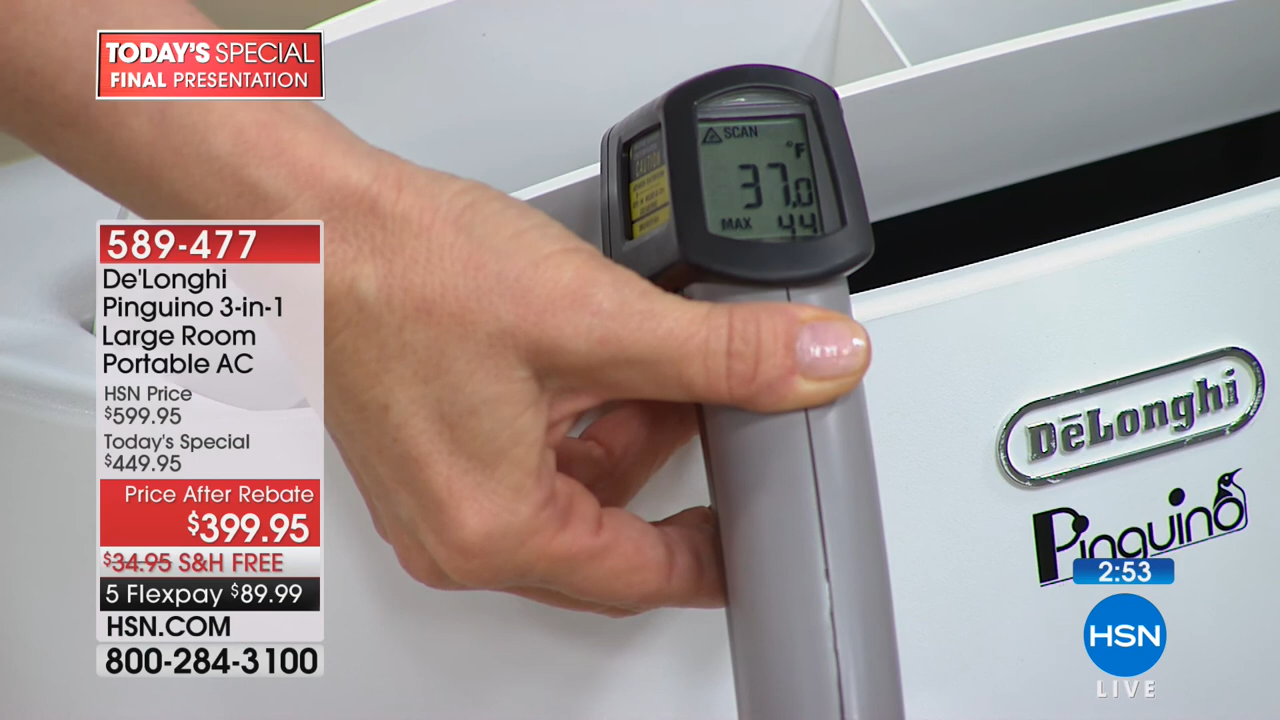 TODAY'S SPECIAL
FINAL PRESENTATION
589-477
De'Longhi
Pinguino 3-in-1
Large Room
Portable AC
HSN Price
$599.95
Today's Special
$449.95
Price After Rebate
$399.95
$34.95 S&H FREE
5 Flexpay $89.99
HSN.COM
800-284-3100
SCAN
°F
37.0
MAX 44
CAUTION
DēLonghi
Pinguino
2:53
HSN
LIVE